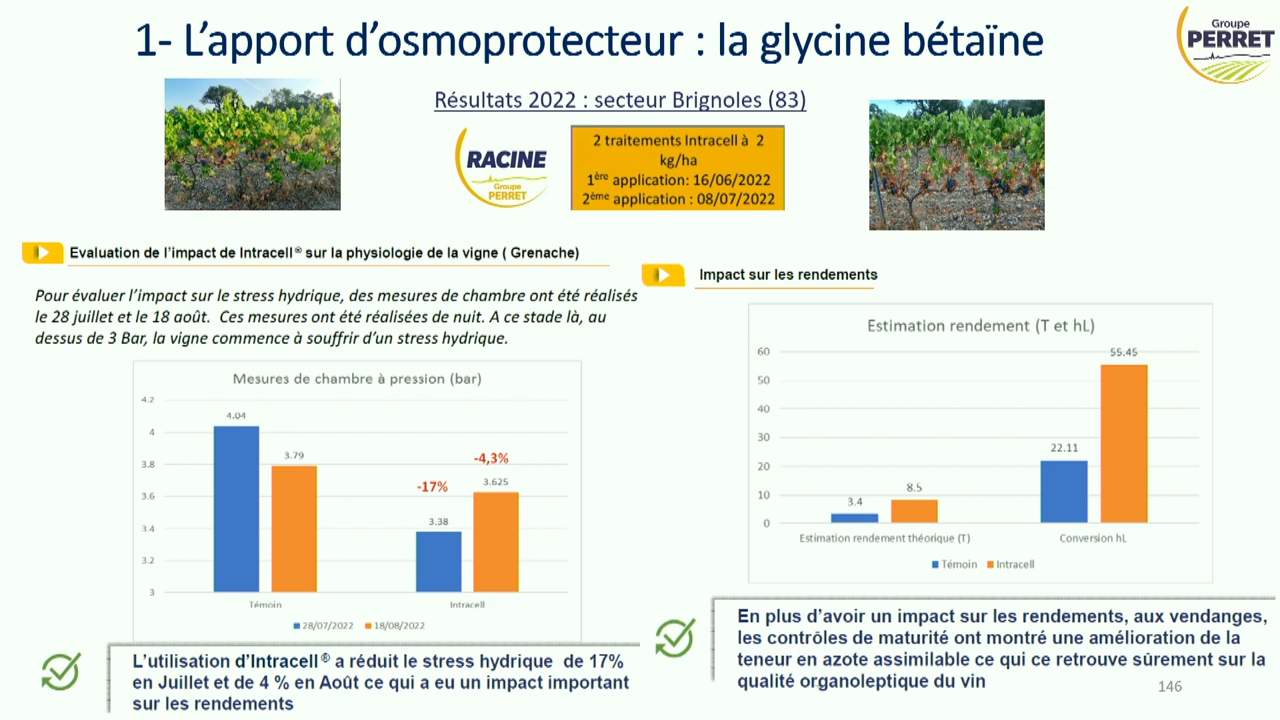 1- L’apport d’osmoprotecteur : la glycine bétaïne
Groupe
PERRET
Résultats 2022 : secteur Brignoles (83)
RACINE
Groupe
PERRET
2 traitements Intracell à 2
kg/ha
1ère application: 16/06/2022
2ème application : 08/07/2022
Evaluation de l’impact de Intracell® sur la physiologie de la vigne ( Grenache)
Pour évaluer l’impact sur le stress hydrique, des mesures de chambre ont été réalisés
le 28 juillet et le 18 août. Ces mesures ont été réalisées de nuit. A ce stade là, au
dessus de 3 Bar, la vigne commence à souffrir d’un stress hydrique.
Mesures de chambre à pression (bar)
4.2
4
3.8
3.6
3.4
3.2
3
4.04
3.79
-17%
-4,3%
3.38
3.625
Témoin
Intracell
28/07/2022
18/08/2022
L’utilisation d’Intracell® a réduit le stress hydrique de 17%
en Juillet et de 4 % en Août ce qui a eu un impact important
sur les rendements
Impact sur les rendements
Estimation rendement (T et hL)
60
50
40
30
20
10
0
3.4
8.5
22.11
55.45
Estimation rendement théorique (T)
Conversion hL
Témoin
Intracell
En plus d’avoir un impact sur les rendements, aux vendanges,
les contrôles de maturité ont montré une amélioration de la
teneur en azote assimilable ce qui ce retrouve sûrement sur la
qualité organoleptique du vin
146